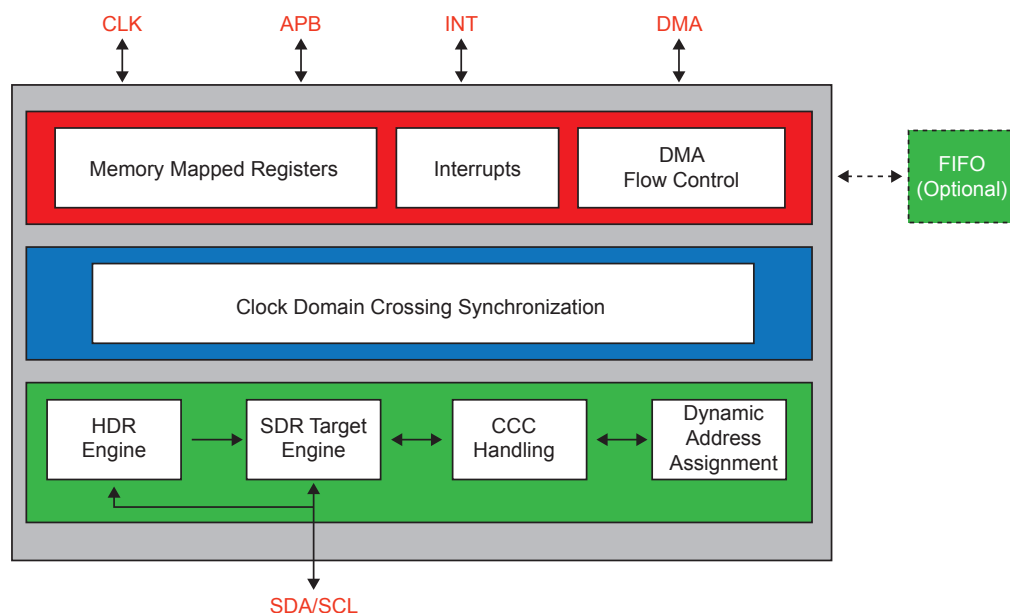 CLK
APB
INT
DMA
Memory Mapped Registers
Interrupts
DMA
Flow Control
FIFO
(Optional)
Clock Domain Crossing Synchronization
HDR
Engine
SDR Target
Engine
CCC
Handling
Dynamic
Address
Assignment
SDA/SCL